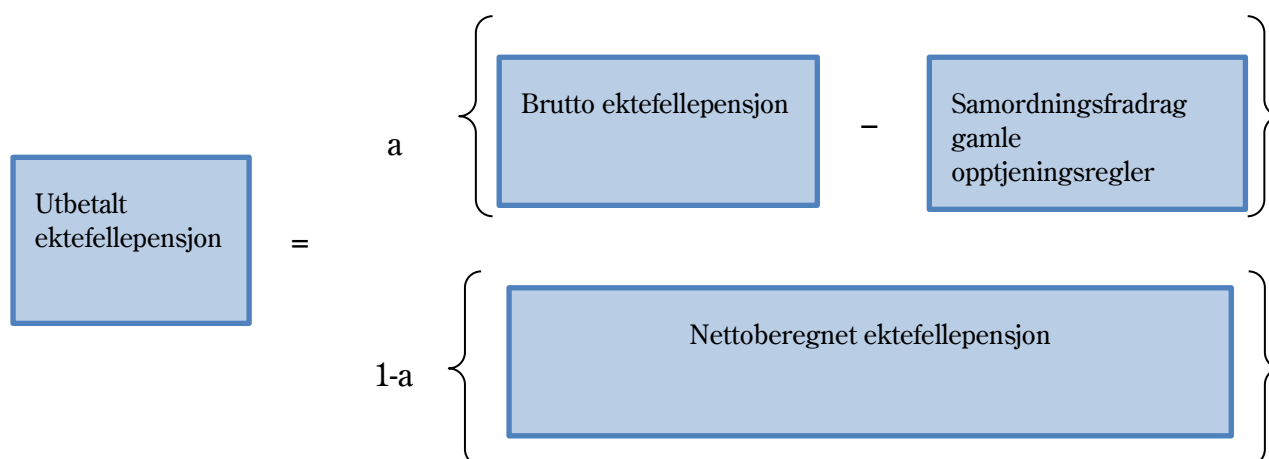 Utbetalt
ektefellepensjon
=
a
Brutto ektefellepensjon
–
Samordningsfradrag
gamle
opptjeningsregler
1-a
Nettoberegnet ektefellepensjon